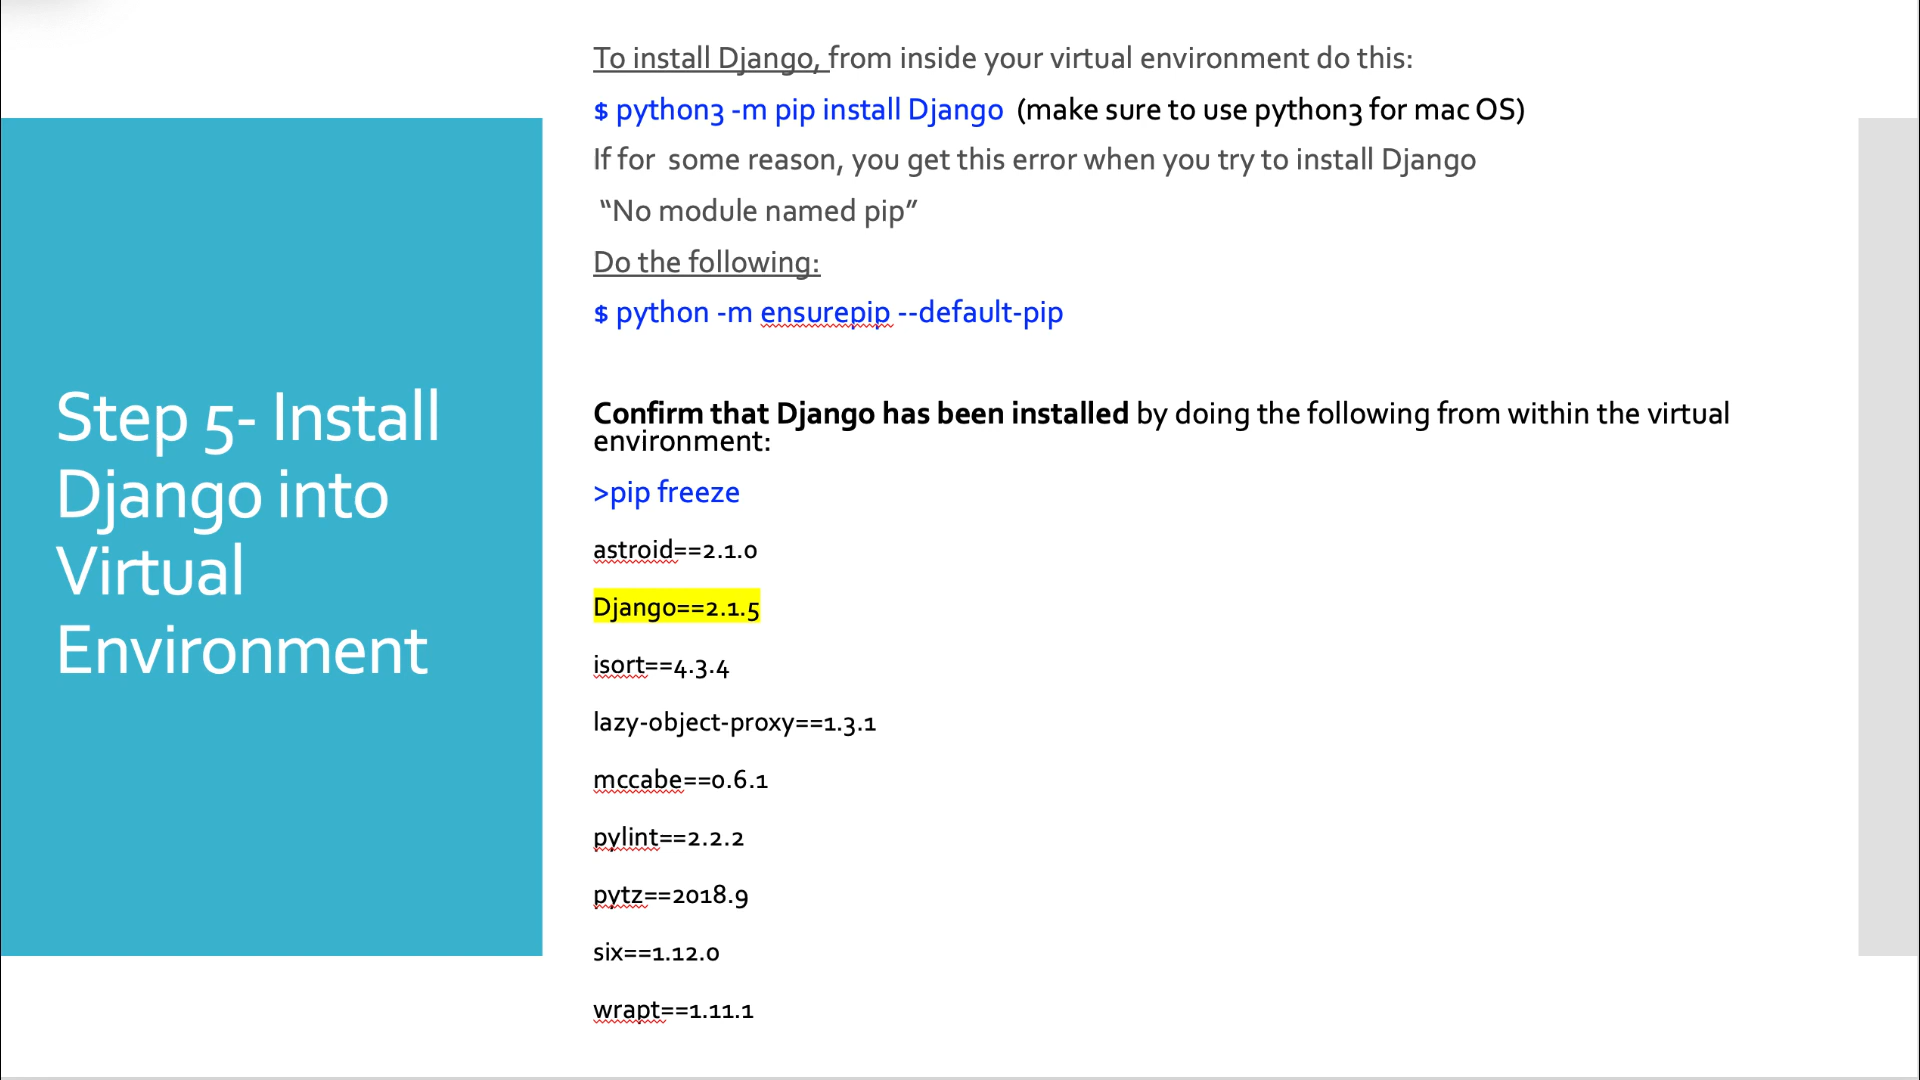 Step 5- Install
Django into
Virtual
Environment
To install Django, from inside your virtual environment do this:
$ python3 -m pip install Django (make sure to use python3 for mac OS)
If for some reason, you get this error when you try to install Django
“No module named pip”
Do the following:
$ python -m ensurepip --default-pip
Confirm that Django has been installed by doing the following from within the virtual
environment:
>pip freeze
astroid==2.1.0
Django==2.1.5
isort==4.3.4
lazy-object-proxy==1.3.1
mccabe==0.6.1
pylint==2.2.2
pytz==2018.9
six==1.12.0
wrapt==1.11.1